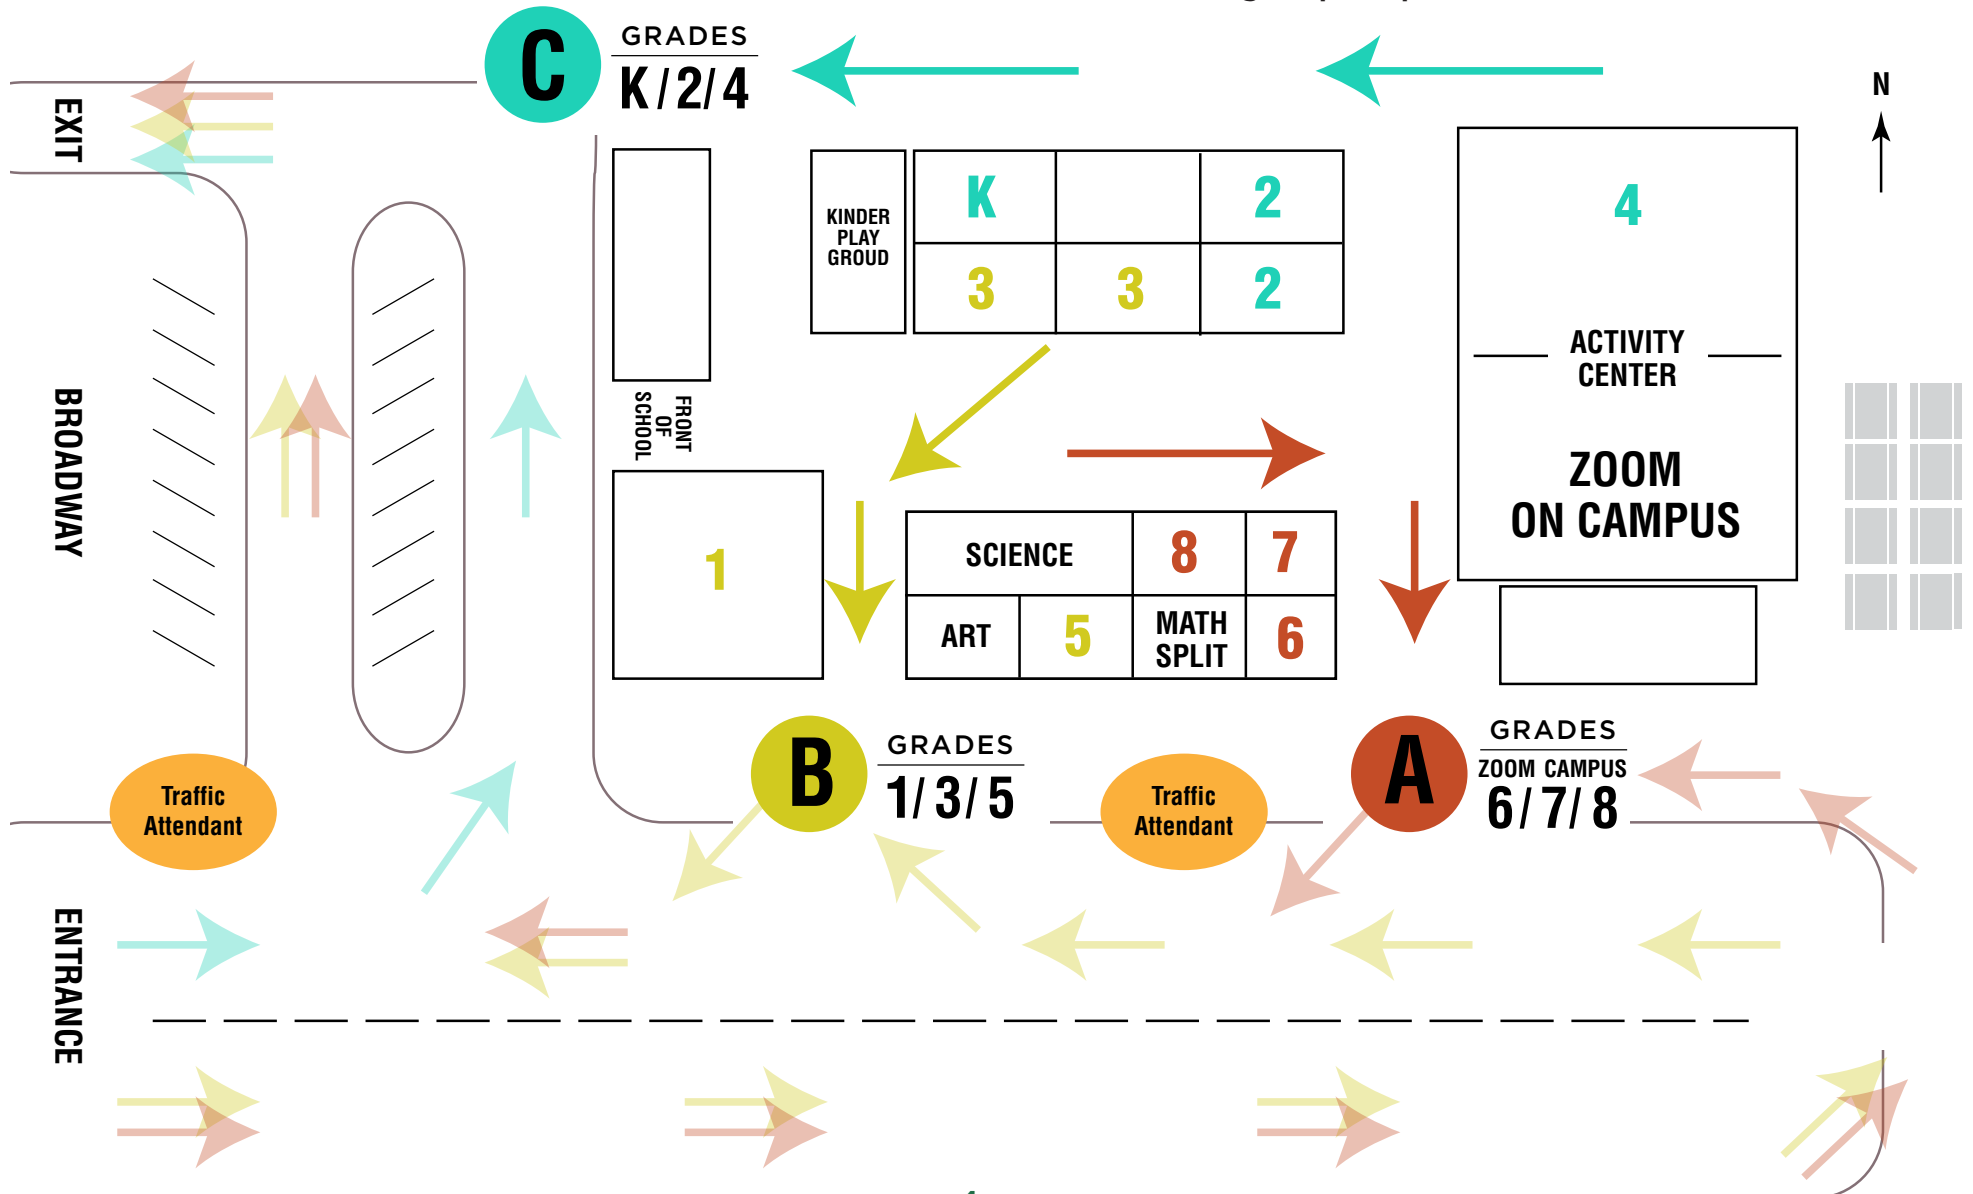 C
GRADES
K/2/4
N
EXIT
KINDER
PLAY
GROUD
K
2
3
3
2
4
ACTIVITY
CENTER
ZOOM
ON CAMPUS
BROADWAY
FRONT
OF
SCHOOL
1
SCIENCE
8
7
ART
5
MATH
SPLIT
6
B
GRADES
1/3/5
A
GRADES
ZOOM CAMPUS
6/7/8
Traffic
Attendant
Traffic
Attendant
ENTRANCE